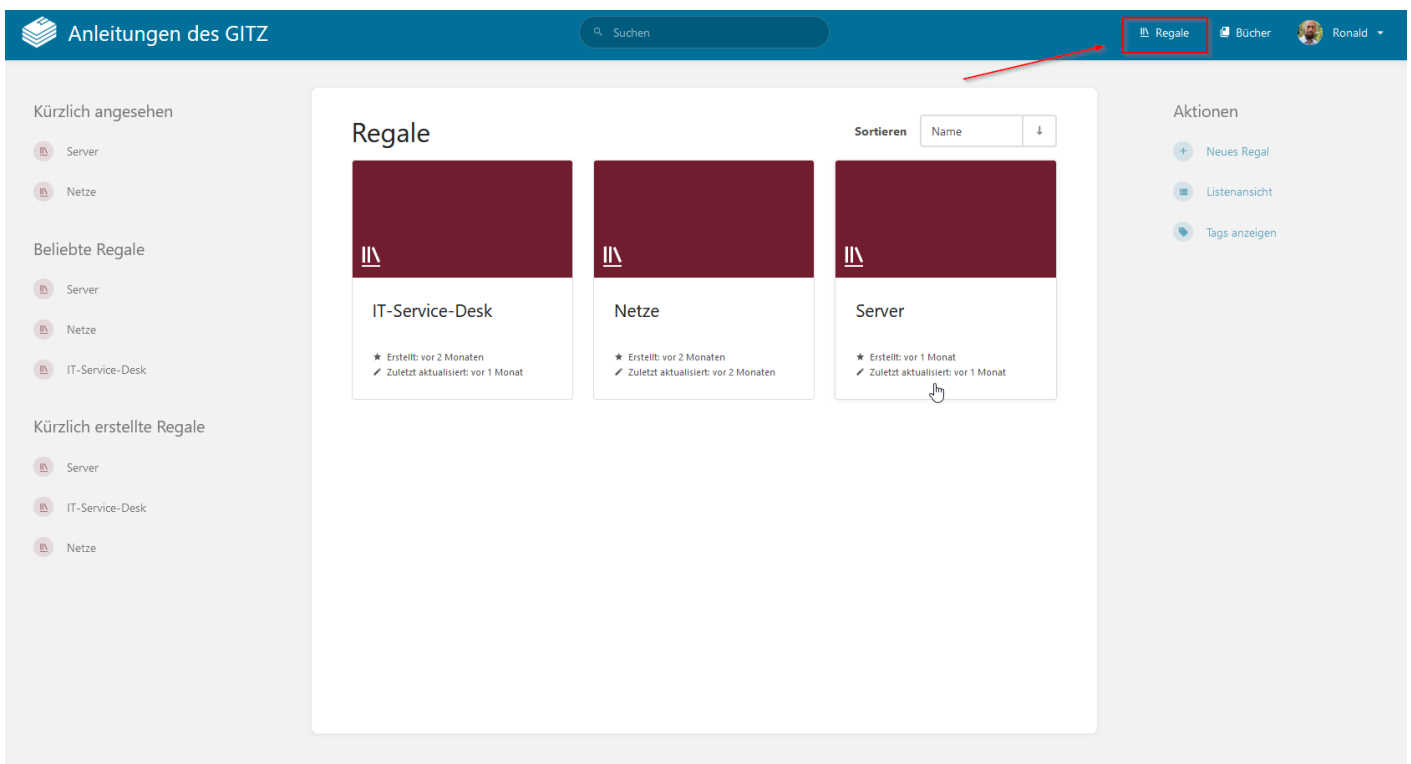 Anleitungen des GITZ
Suchen
Regale
Bücher
Ronald
Kürzlich angesehen
Server
Netze
Beliebte Regale
Server
Netze
IT-Service-Desk
Kürzlich erstellte Regale
Server
IT-Service-Desk
Netze
Regale
Sortieren Name
IT-Service-Desk
Erstellt: vor 2 Monaten
Zuletzt aktualisiert: vor 1 Monat
Netze
Erstellt: vor 2 Monaten
Zuletzt aktualisiert: vor 2 Monaten
Server
Erstellt: vor 1 Monat
Zuletzt aktualisiert: vor 1 Monat
Aktionen
Neues Regal
Listenansicht
Tags anzeigen